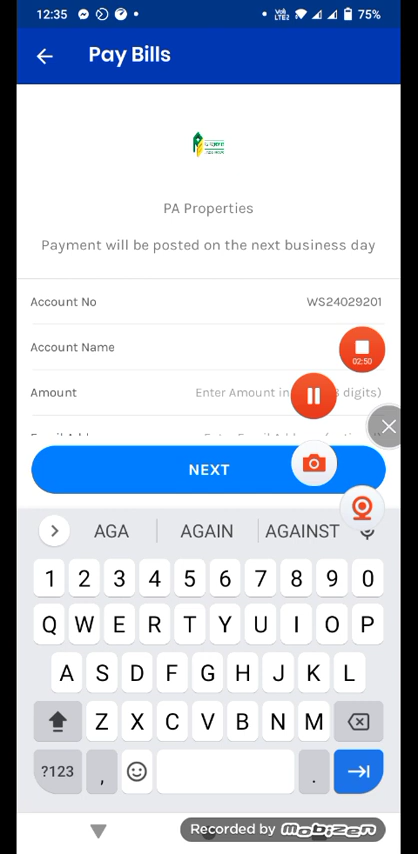 12:35
75%
Pay Bills
PA Properties
Payment will be posted on the next business day
Account No WS24029201
Account Name
02:50
Amount Enter Amount in digits)
NEXT
AGA AGAIN AGAINST
1 2 3 4 5 6 7 8 9 0
Q W E R T Y U I O P
A S D F G H J K L
Z X C V B N M
?123 , .
Recorded by mobizen